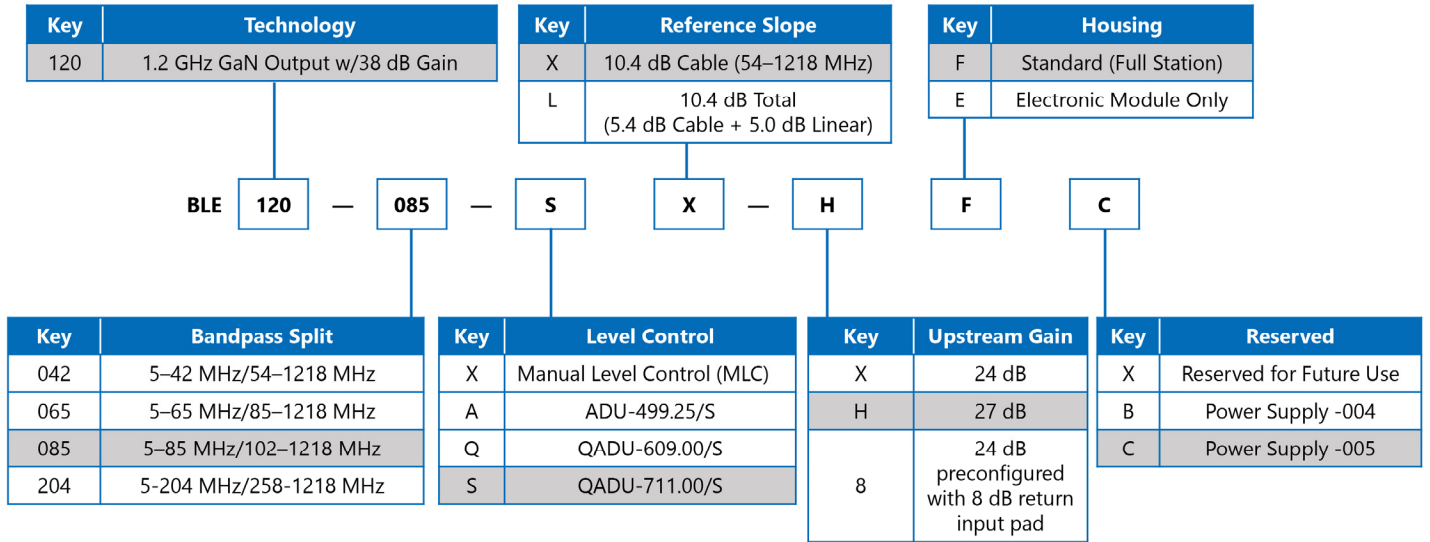 Key Technology
120 1.2 GHz GaN Output w/38 dB Gain
Key Reference Slope
X 10.4 dB Cable (54–1218 MHz)
L 10.4 dB Total
(5.4 dB Cable + 5.0 dB Linear)
Key Housing
F Standard (Full Station)
E Electronic Module Only
BLE 120 — 085 — S X — H F C
Key Bandpass Split
042 5–42 MHz/54–1218 MHz
065 5–65 MHz/85–1218 MHz
085 5–85 MHz/102–1218 MHz
204 5-204 MHz/258-1218 MHz
Key Level Control
X Manual Level Control (MLC)
A ADU-499.25/S
Q QADU-609.00/S
S QADU-711.00/S
Key Upstream Gain
X 24 dB
H 27 dB
8 24 dB
preconfigured
with 8 dB return
input pad
Key Reserved
X Reserved for Future Use
B Power Supply -004
C Power Supply -005